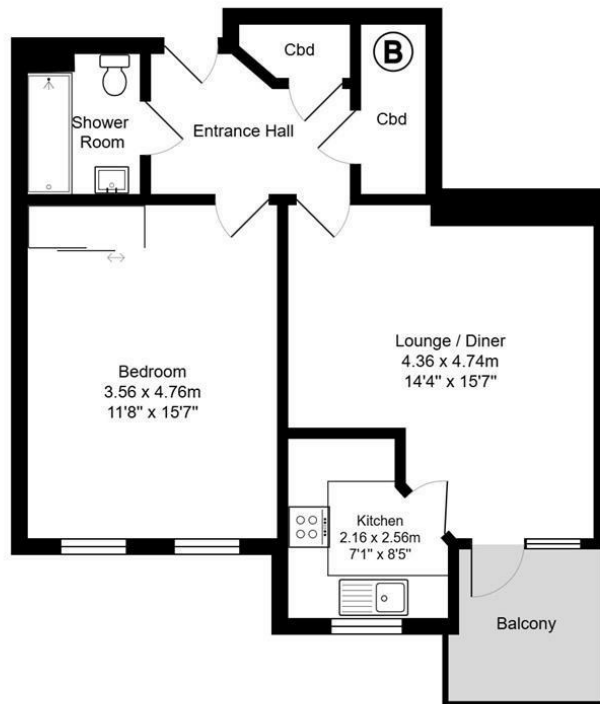 Cbd
B
Cbd
Shower
Room
Entrance Hall
Lounge / Diner
4.36 x 4.74m
14'4" x 15'7"
Bedroom
3.56 x 4.76m
11'8" x 15'7"
Kitchen
2.16 x 2.56m
7'1" x 8'5"
Balcony